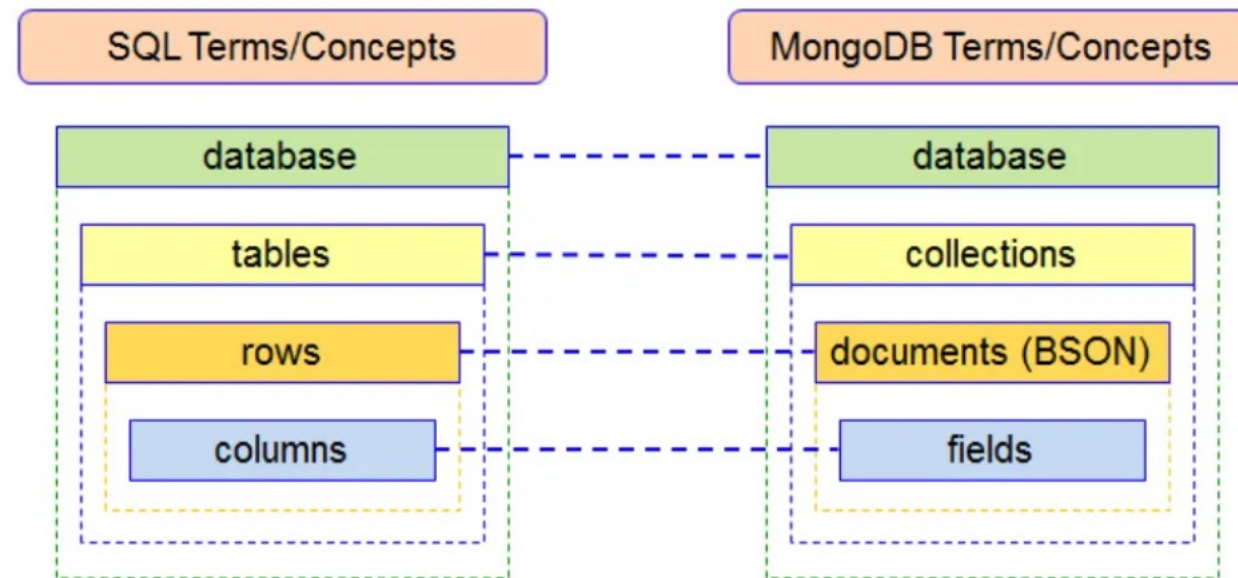 SQL Terms/Concepts
MongoDB Terms/Concepts
database
database
tables
collections
rows
documents (BSON)
columns
fields